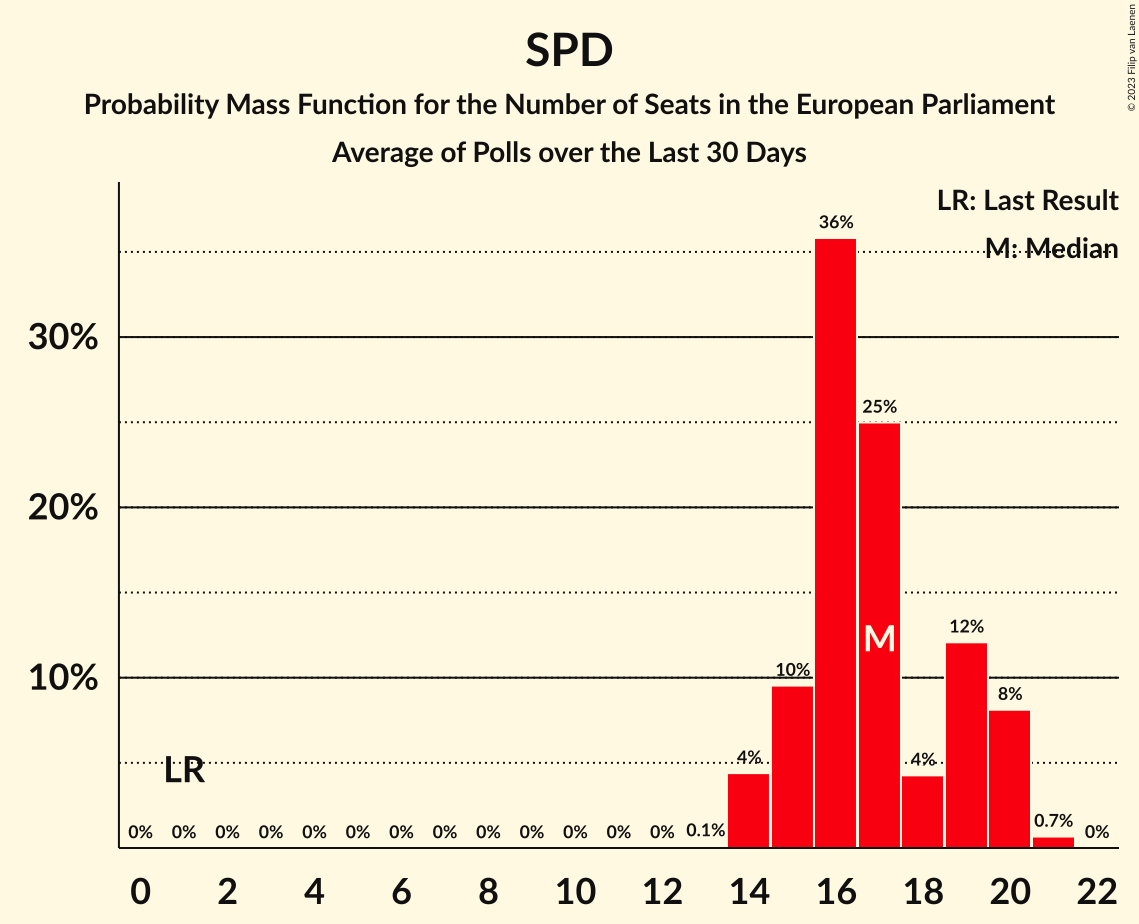 SPD
Probability Mass Function for the Number of Seats in the European Parliament
Average of Polls over the Last 30 Days
© 2023 Filip van Laenen
LR: Last Result
M: Median
36%
30%
25%
20%
M
12%
10%
10%
8%
4%
4%
LR
0.7%
0% 0% 0% 0% 0% 0% 0% 0% 0% 0% 0% 0% 0% 0.1% 0%
0 2 4 6 8 10 12 14 16 18 20 22